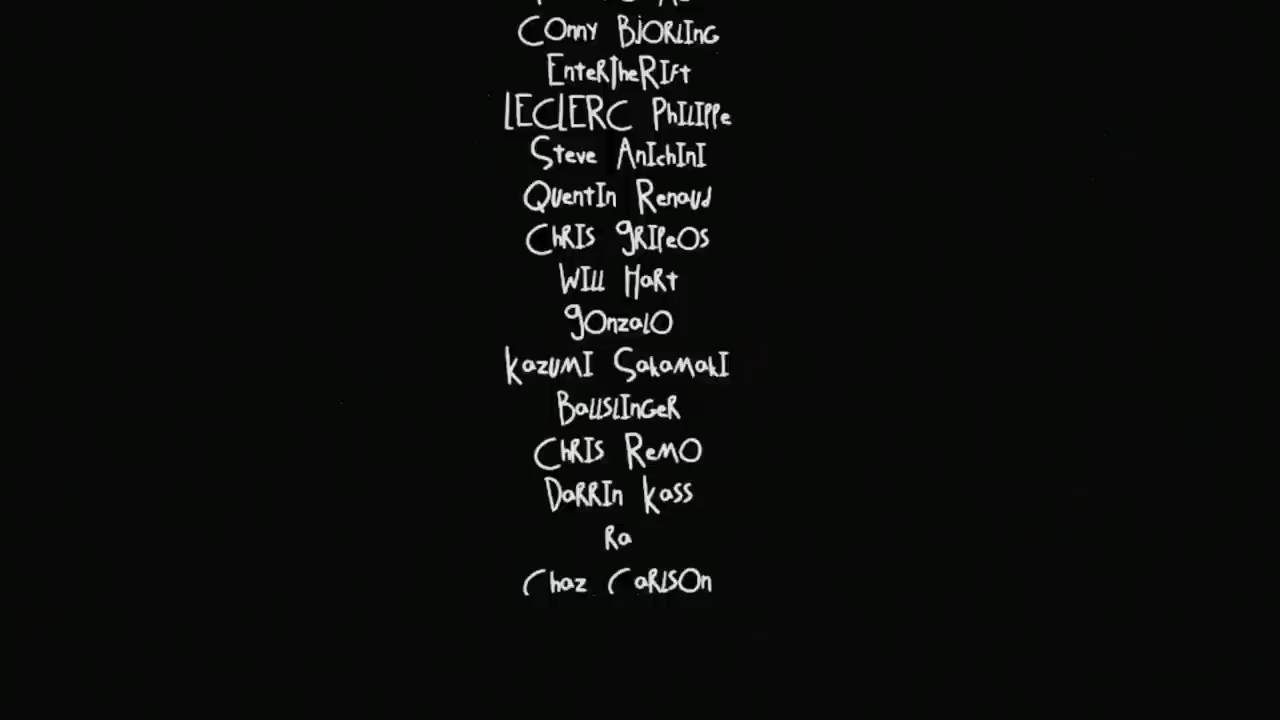 Conny Bjorling
EnterTheRift
LECLERC Philippe
Steve Anichini
Quentin Renaud
Chris Gripeos
Will Hart
Gonzalo
Kazumi Sakamaki
Ballslinger
Chris Remo
Darrin Kass
Ra
Chaz Carlson